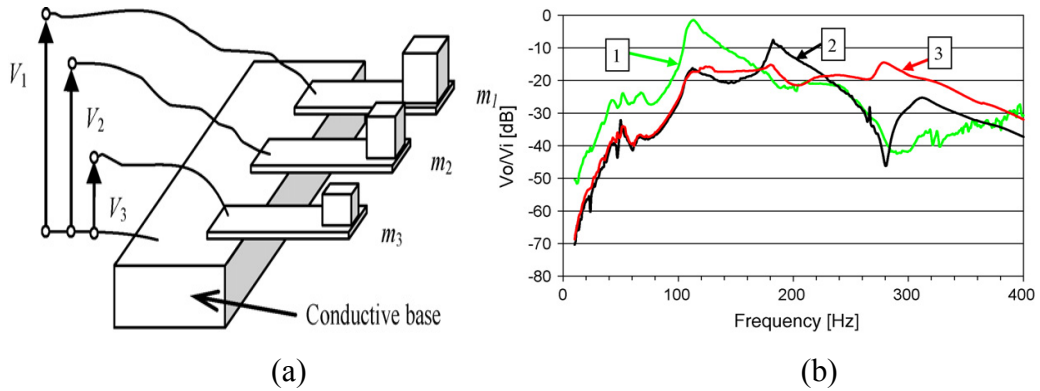 V1
V2
V3
m1
m2
m3
Conductive base
(a)
Vo/Vi [dB]
0
-10
-20
-30
-40
-50
-60
-70
-80
1
2
3
0
100
200
300
400
Frequency [Hz]
(b)